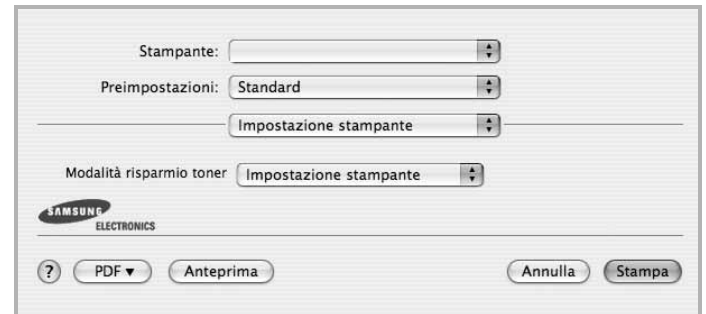 Stampante:
Preimpostazioni: Standard
Impostazione stampante
Modalità risparmio toner Impostazione stampante
SAMSUNG
ELECTRONICS
? PDF▼ Anteprima Annulla Stampa